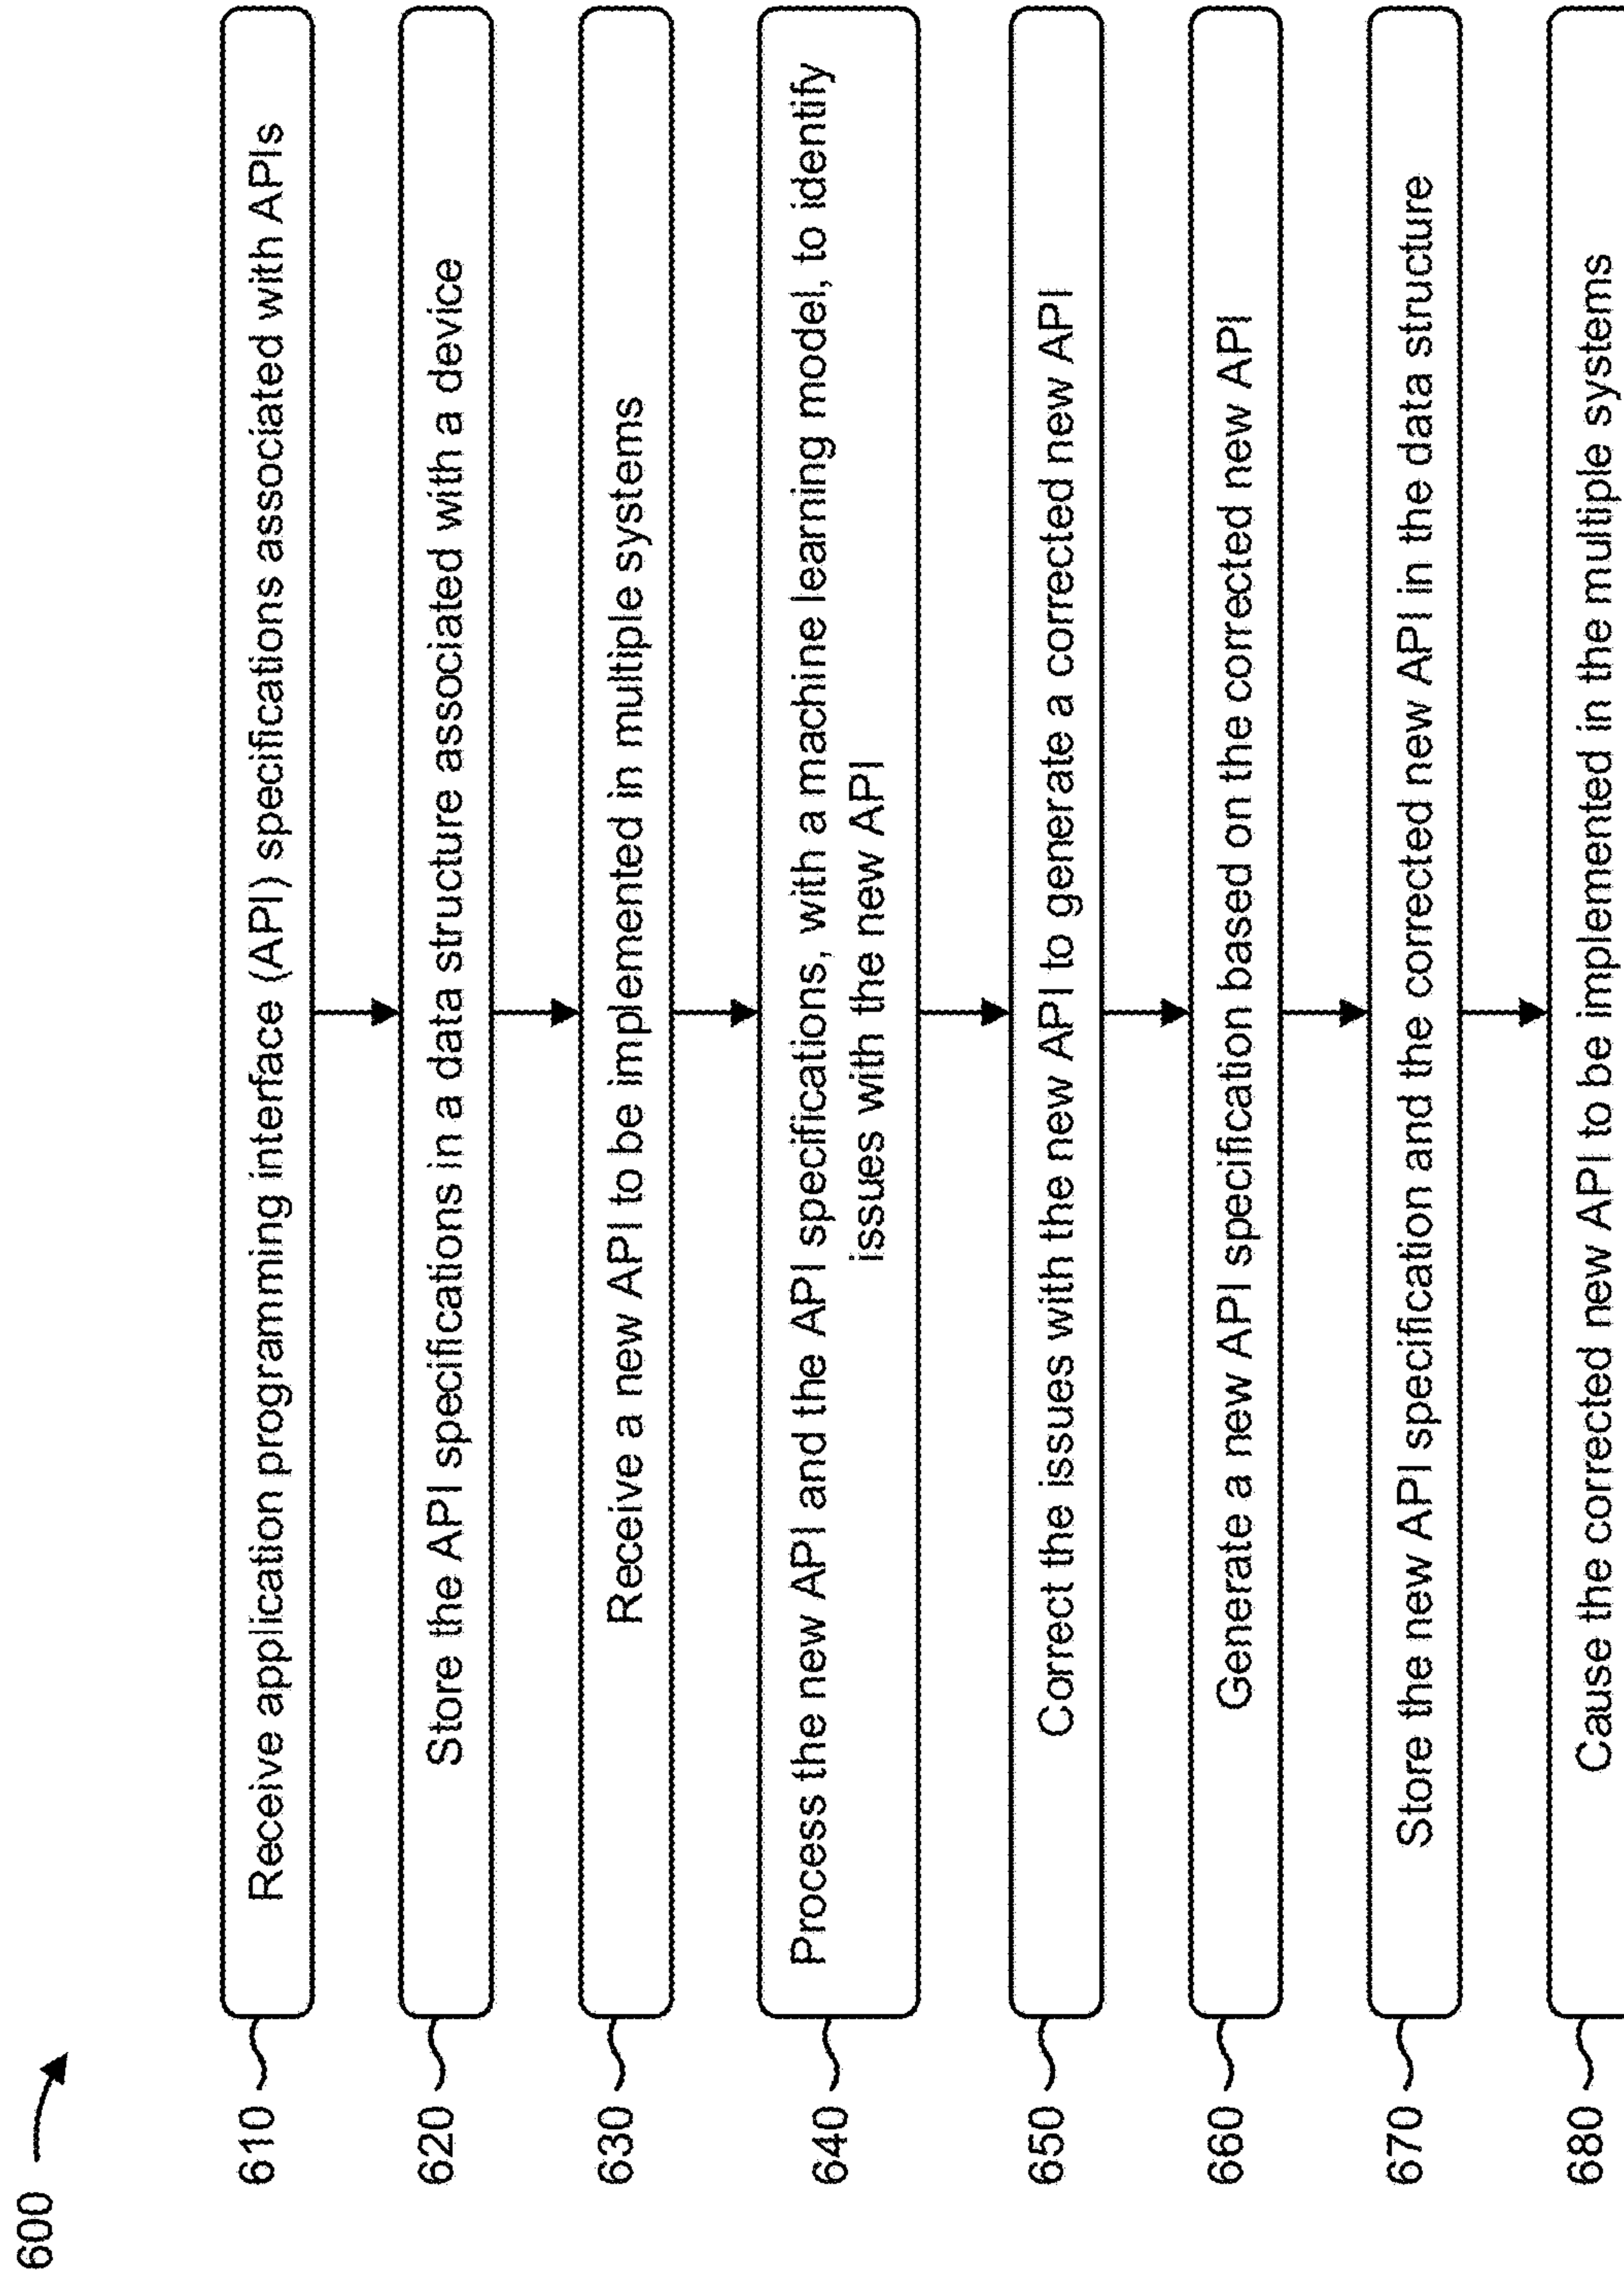 600
610
Receive application programming interface (API) specifications associated with APIs
620
Store the API specifications in a data structure associated with a device
630
Receive a new API to be implemented in multiple systems
640
Process the new API and the API specifications, with a machine learning model, to identify
issues with the new API
650
Correct the issues with the new API to generate a corrected new API
660
Generate a new API specification based on the corrected new API
670
Store the new API specification and the corrected new API in the data structure
680
Cause the corrected new API to be implemented in the multiple systems